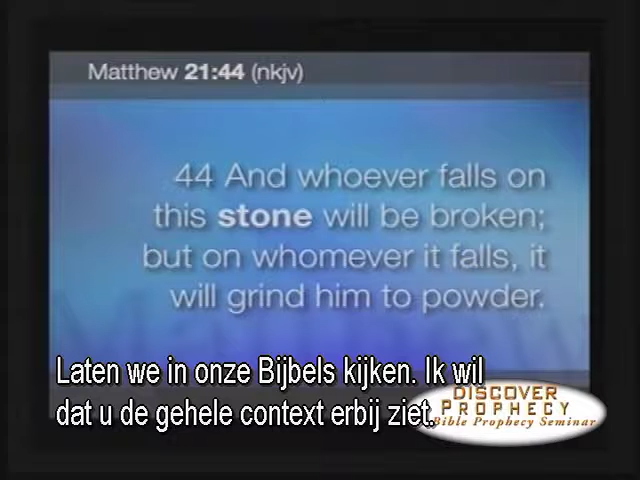 Matthew 21:44 (nkjv)
44 And whoever falls on
this stone will be broken;
but on whomever it falls, it
will grind him to powder.
Matthew
Laten we in onze Bijbels kijken. Ik wil
dat u de gehele context erbij ziet.
DISCOVER
PROPHECY
Bible Prophecy Seminar